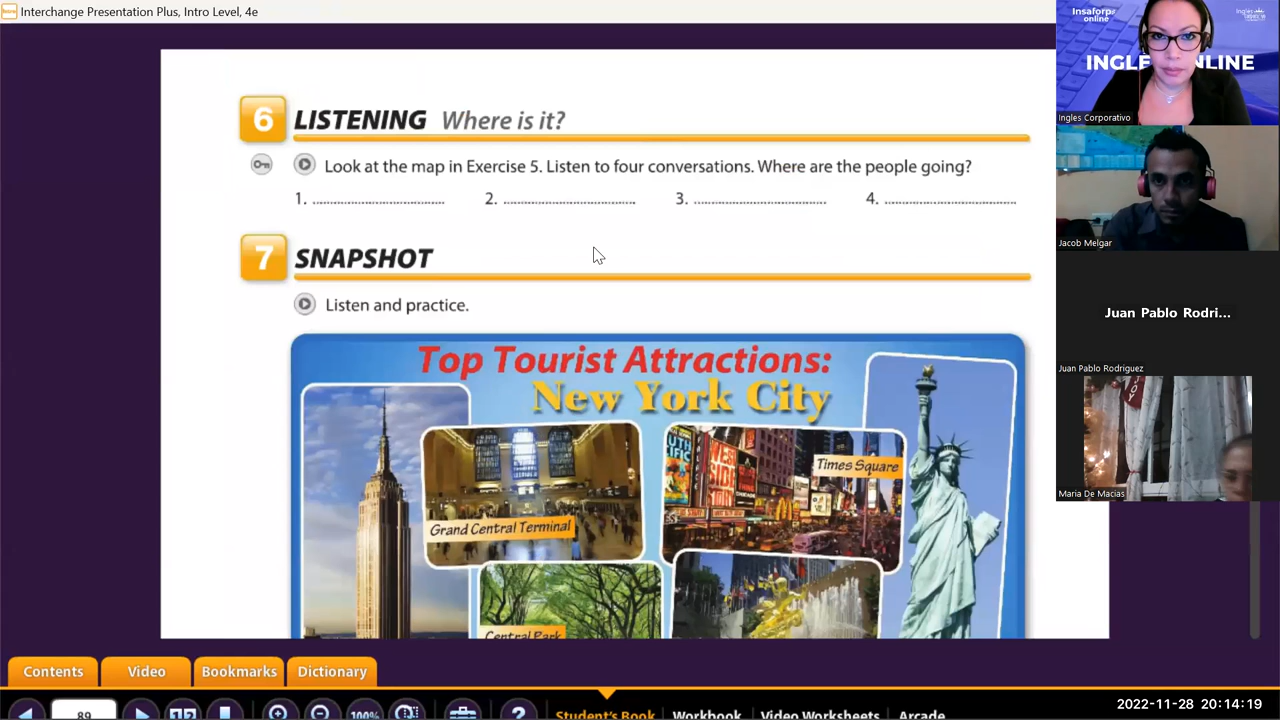 Interchange Presentation Plus, Intro Level, 4e
6 LISTENING Where is it?
Look at the map in Exercise 5. Listen to four conversations. Where are the people going?
1. 2. 3. 4.
7 SNAPSHOT
Listen and practice.
Top Tourist Attractions:
New York City
Times Square
Grand Central Terminal
Central Park
Contents Video Bookmarks Dictionary
89 100% ? Student's Book Workbook Video Worksheets Arcade
Insaforp
online
Ingles Corporativo
Jacob Melgar
Juan Pablo Rodri...
Juan Pablo Rodriguez
JOY
Maria De Macias
2022-11-28 20:14:19